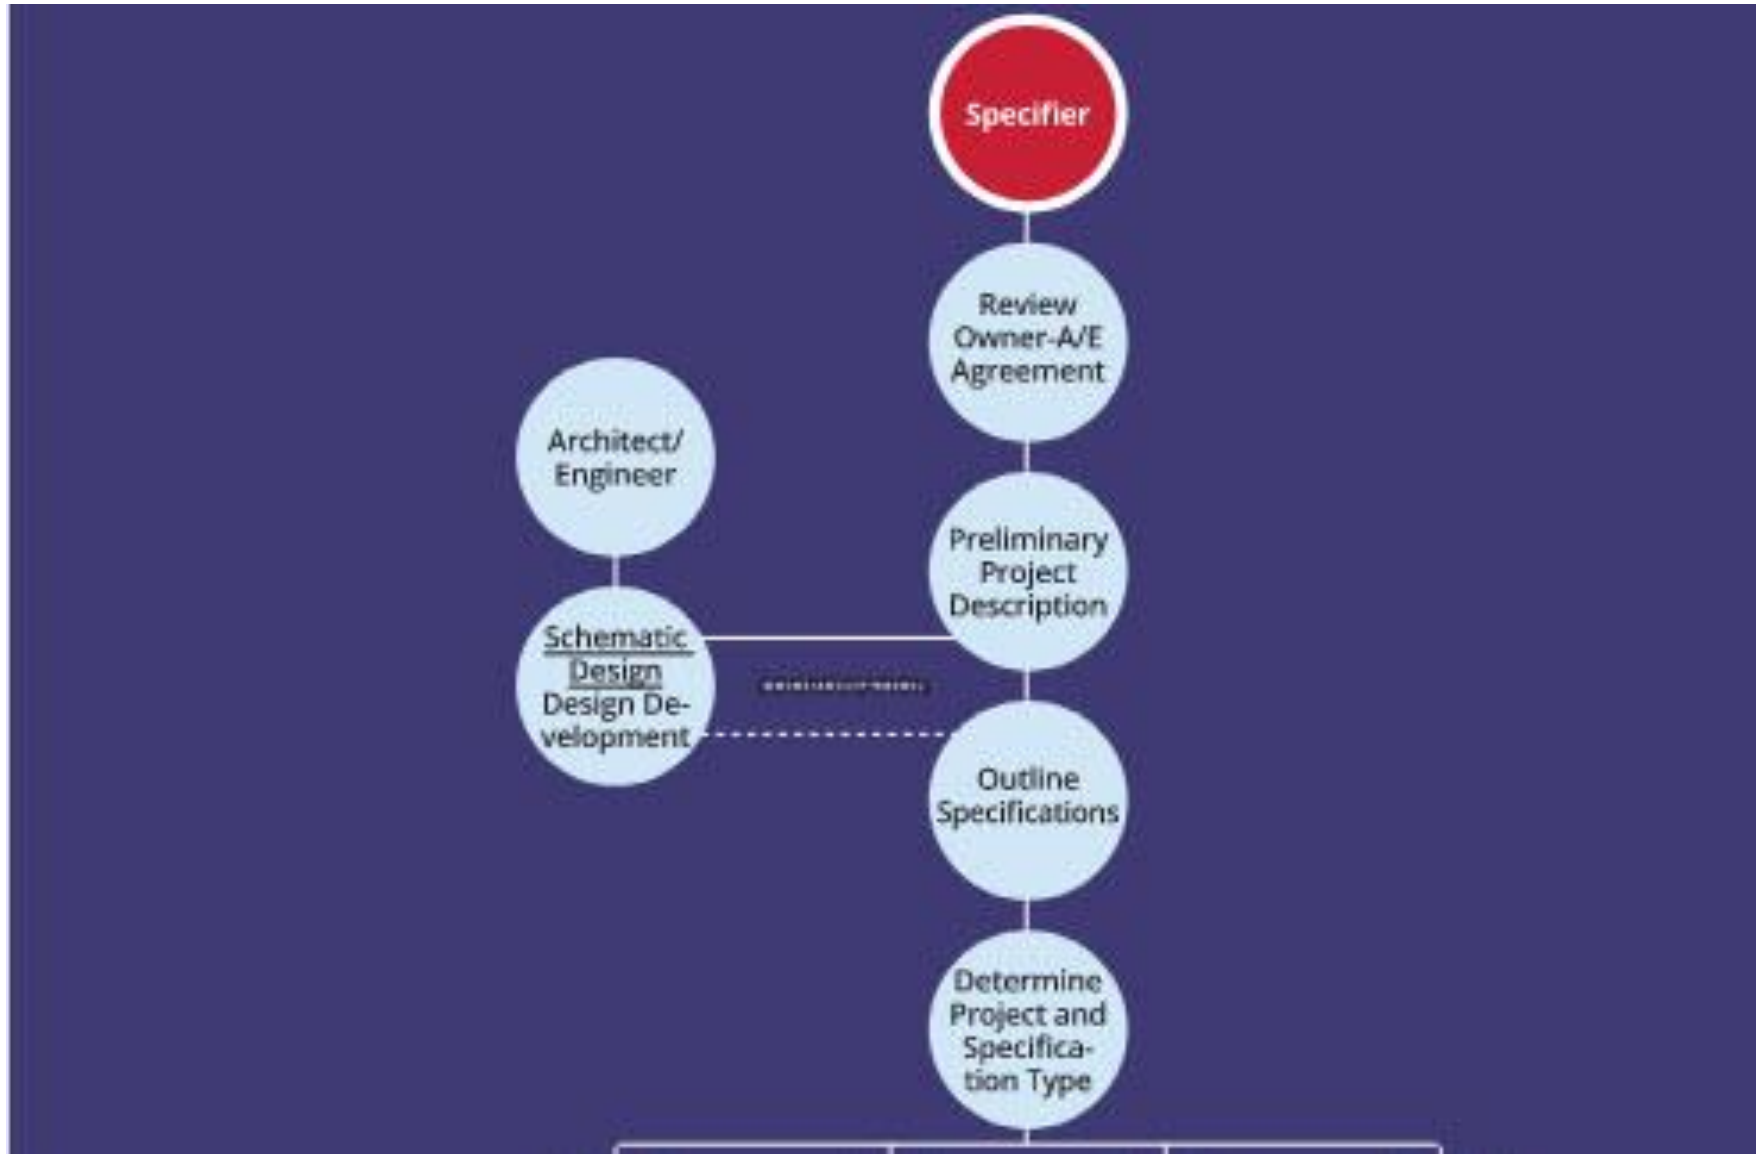 Specifier
Review
Owner-A/E
Agreement
Architect/
Engineer
Preliminary
Project
Description
Schematic
Design
Design De-
velopment
Outline
Specifications
Determine
Project and
Specifica-
tion Type